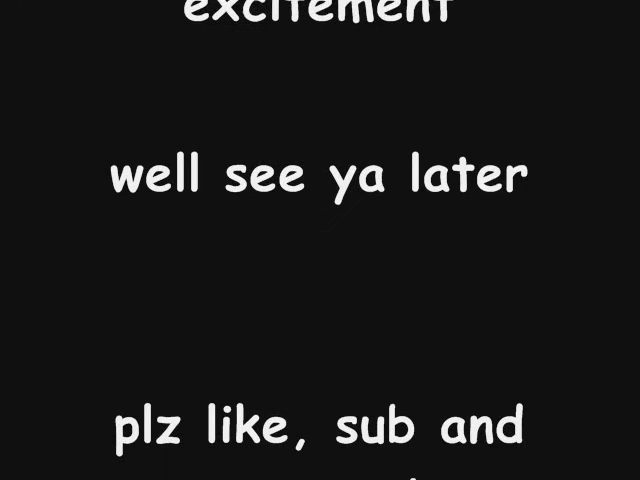 excitement
well see ya later
plz like, sub and